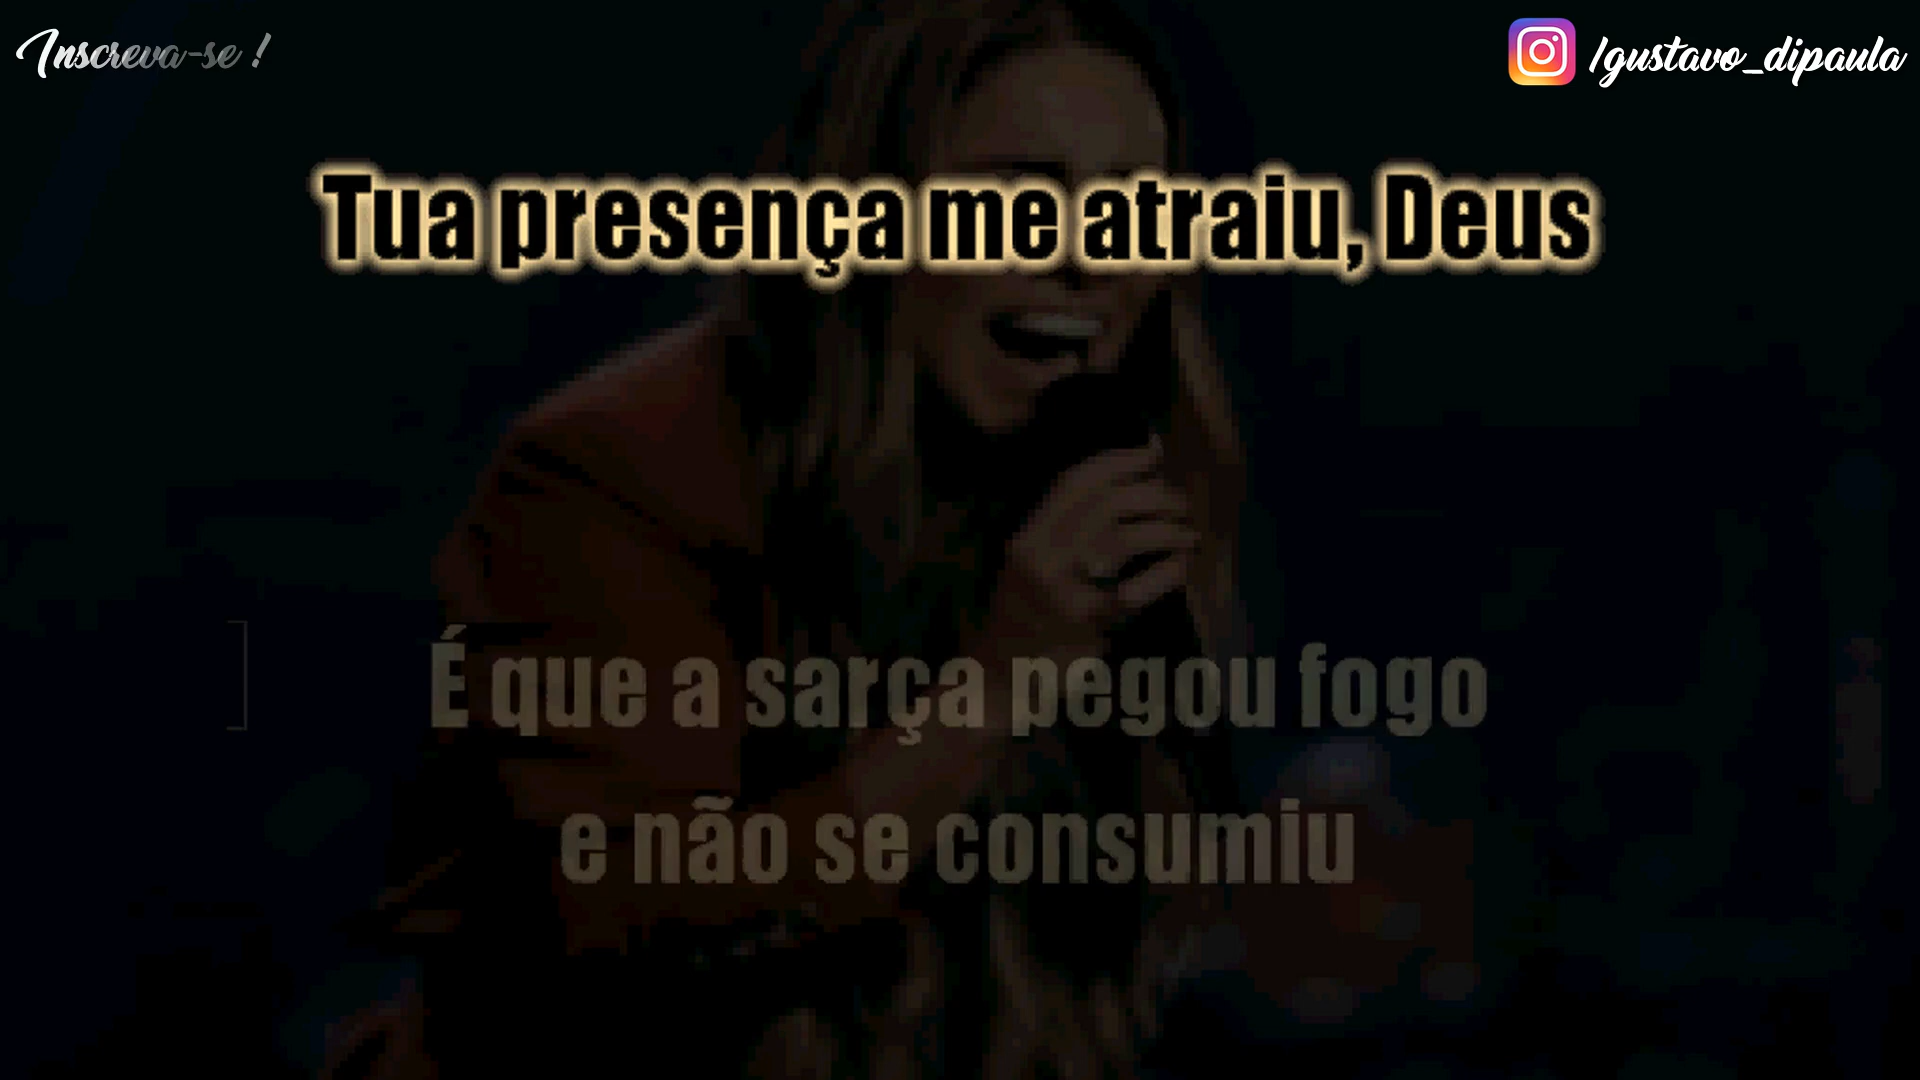 Inscreva-se !
/gustavo_dipaula
Tua presença me atraiu, Deus
É que a sarça pegou fogo
e não se consumiu